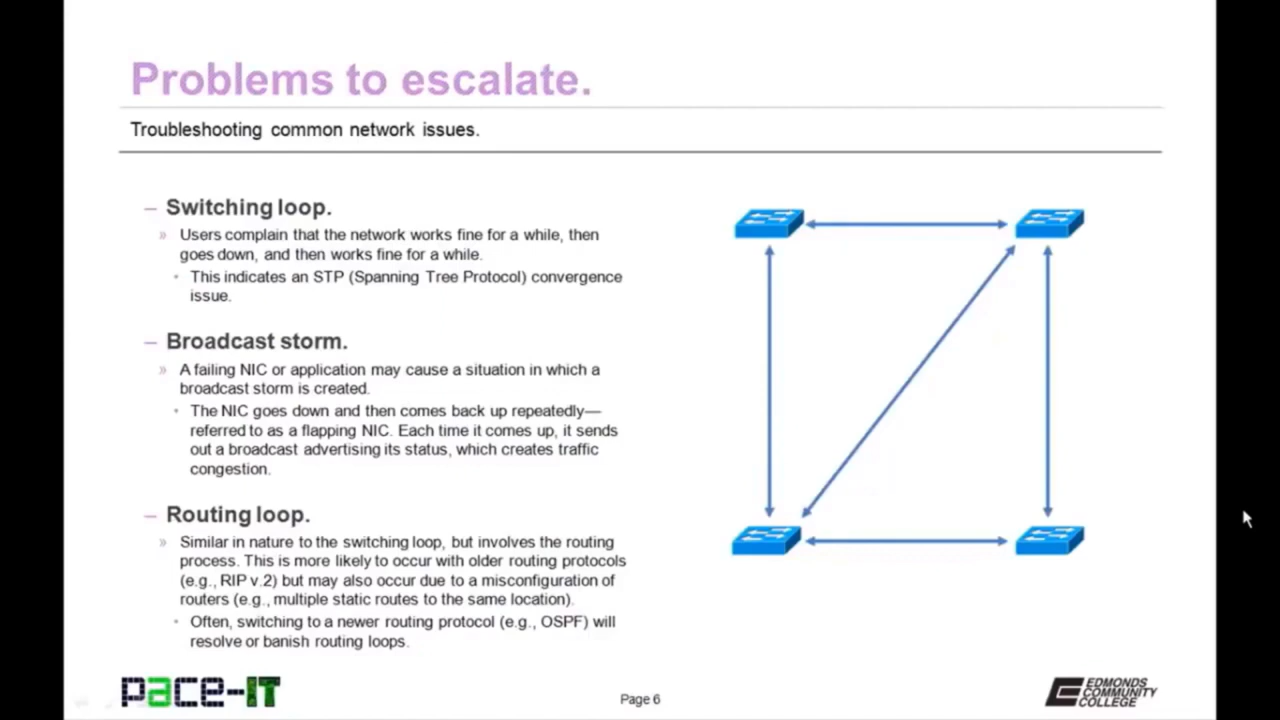 Problems to escalate.
Troubleshooting common network issues.
– Switching loop.
» Users complain that the network works fine for a while, then
goes down, and then works fine for a while.
• This indicates an STP (Spanning Tree Protocol) convergence
issue.
– Broadcast storm.
» A failing NIC or application may cause a situation in which a
broadcast storm is created.
• The NIC goes down and then comes back up repeatedly—
referred to as a flapping NIC. Each time it comes up, it sends
out a broadcast advertising its status, which creates traffic
congestion.
– Routing loop.
» Similar in nature to the switching loop, but involves the routing
process. This is more likely to occur with older routing protocols
(e.g., RIP v.2) but may also occur due to a misconfiguration of
routers (e.g., multiple static routes to the same location).
• Often, switching to a newer routing protocol (e.g., OSPF) will
resolve or banish routing loops.
pace-IT
Page 6
EDMONDS
COMMUNITY
COLLEGE